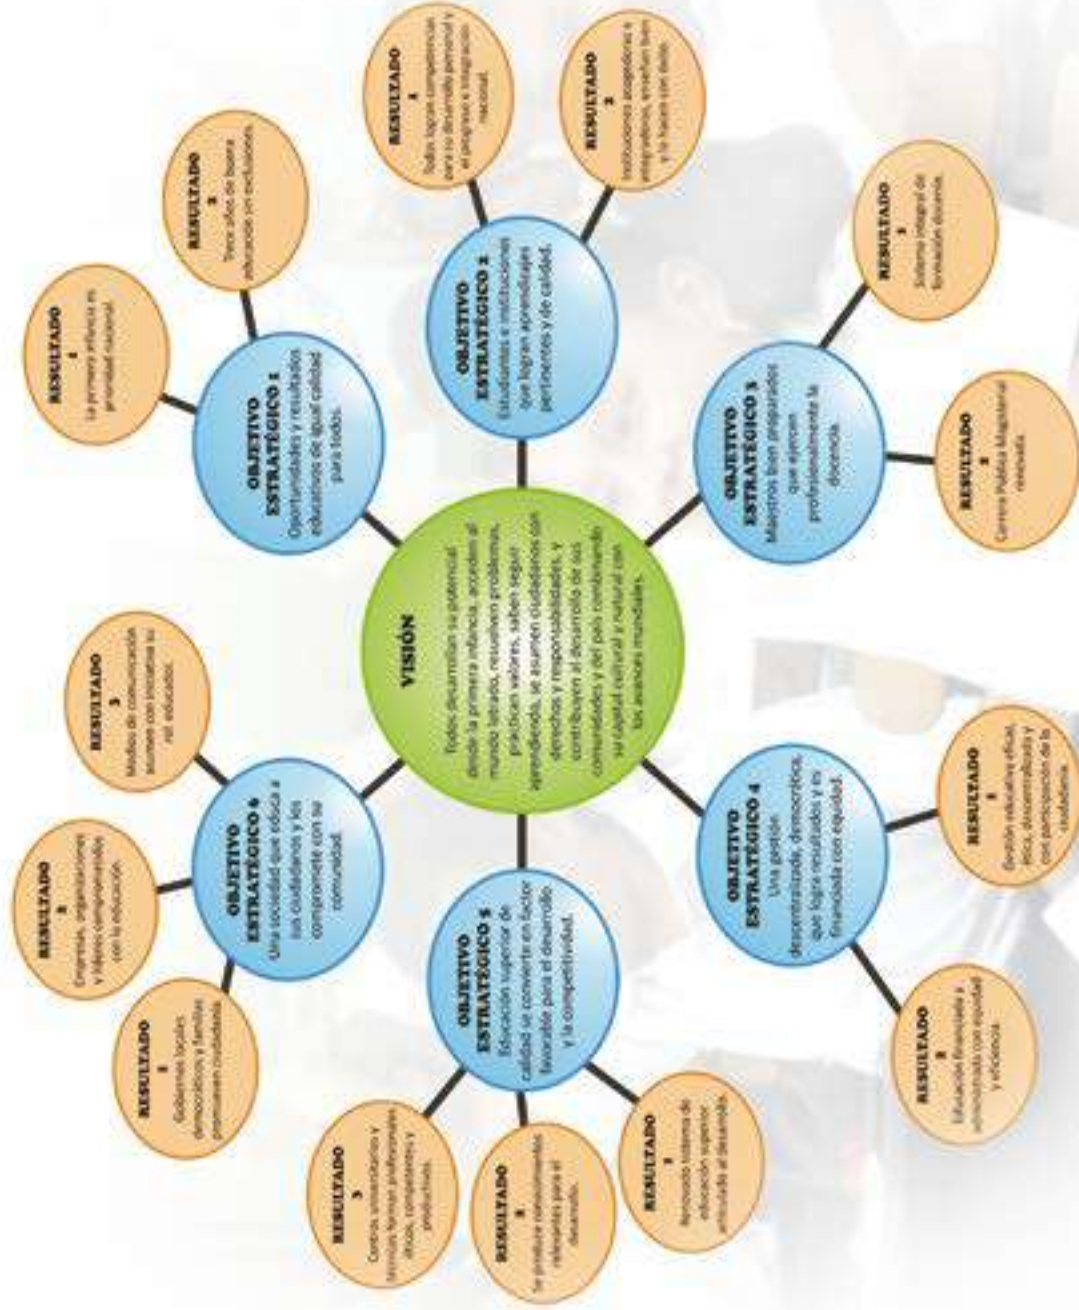 VISIÓN
Todos desarrollan su potencial
desde la primera infancia, acceden al
mundo letrado, resuelven problemas,
practican valores, saben seguir
aprendiendo, se asumen ciudadanos con
derechos y responsabilidades, y
contribuyen al desarrollo de sus
comunidades y del país combinando
su capital cultural y natural con
los avances mundiales.
OBJETIVO
ESTRATÉGICO 1
Oportunidades y resultados
educativos de igual calidad
para todos.
RESULTADO
1
La primera infancia es
prioridad nacional.
RESULTADO
2
Trece años de buena
educación sin exclusiones.
OBJETIVO
ESTRATÉGICO 2
Estudiantes e instituciones
que logran aprendizajes
pertinentes y de calidad.
RESULTADO
1
Todos logran competencias
para su desarrollo personal y
el progreso e integración
nacional.
RESULTADO
2
Instituciones acogedoras e
integradoras, enseñan bien
y lo hacen con éxito.
OBJETIVO
ESTRATÉGICO 3
Maestros bien preparados
que ejercen
profesionalmente la
docencia.
RESULTADO
1
Sistema integral de
formación docente.
RESULTADO
2
Carrera Pública Magisterial
renovada.
OBJETIVO
ESTRATÉGICO 4
Una gestión
descentralizada, democrática,
que logra resultados y es
financiada con equidad.
RESULTADO
1
Gestión educativa eficaz,
ética, descentralizada y
con participación de la
ciudadanía.
RESULTADO
2
Educación financiada y
administrada con equidad
y eficiencia.
OBJETIVO
ESTRATÉGICO 5
Educación superior de
calidad se convierte en factor
favorable para el desarrollo
y la competitividad.
RESULTADO
1
Renovado sistema de
educación superior
articulado al desarrollo.
RESULTADO
2
Se produce conocimientos
relevantes para el
desarrollo.
RESULTADO
3
Centros universitarios y
técnicos forman profesionales
éticos, competentes y
productivos.
OBJETIVO
ESTRATÉGICO 6
Una sociedad que educa a
sus ciudadanos y los
compromete con su
comunidad.
RESULTADO
1
Gobiernos locales
democráticos y familias
promueven ciudadanía.
RESULTADO
2
Empresas, organizaciones
y líderes comprometidos
con la educación.
RESULTADO
3
Medios de comunicación
asumen con iniciativa su
rol educador.